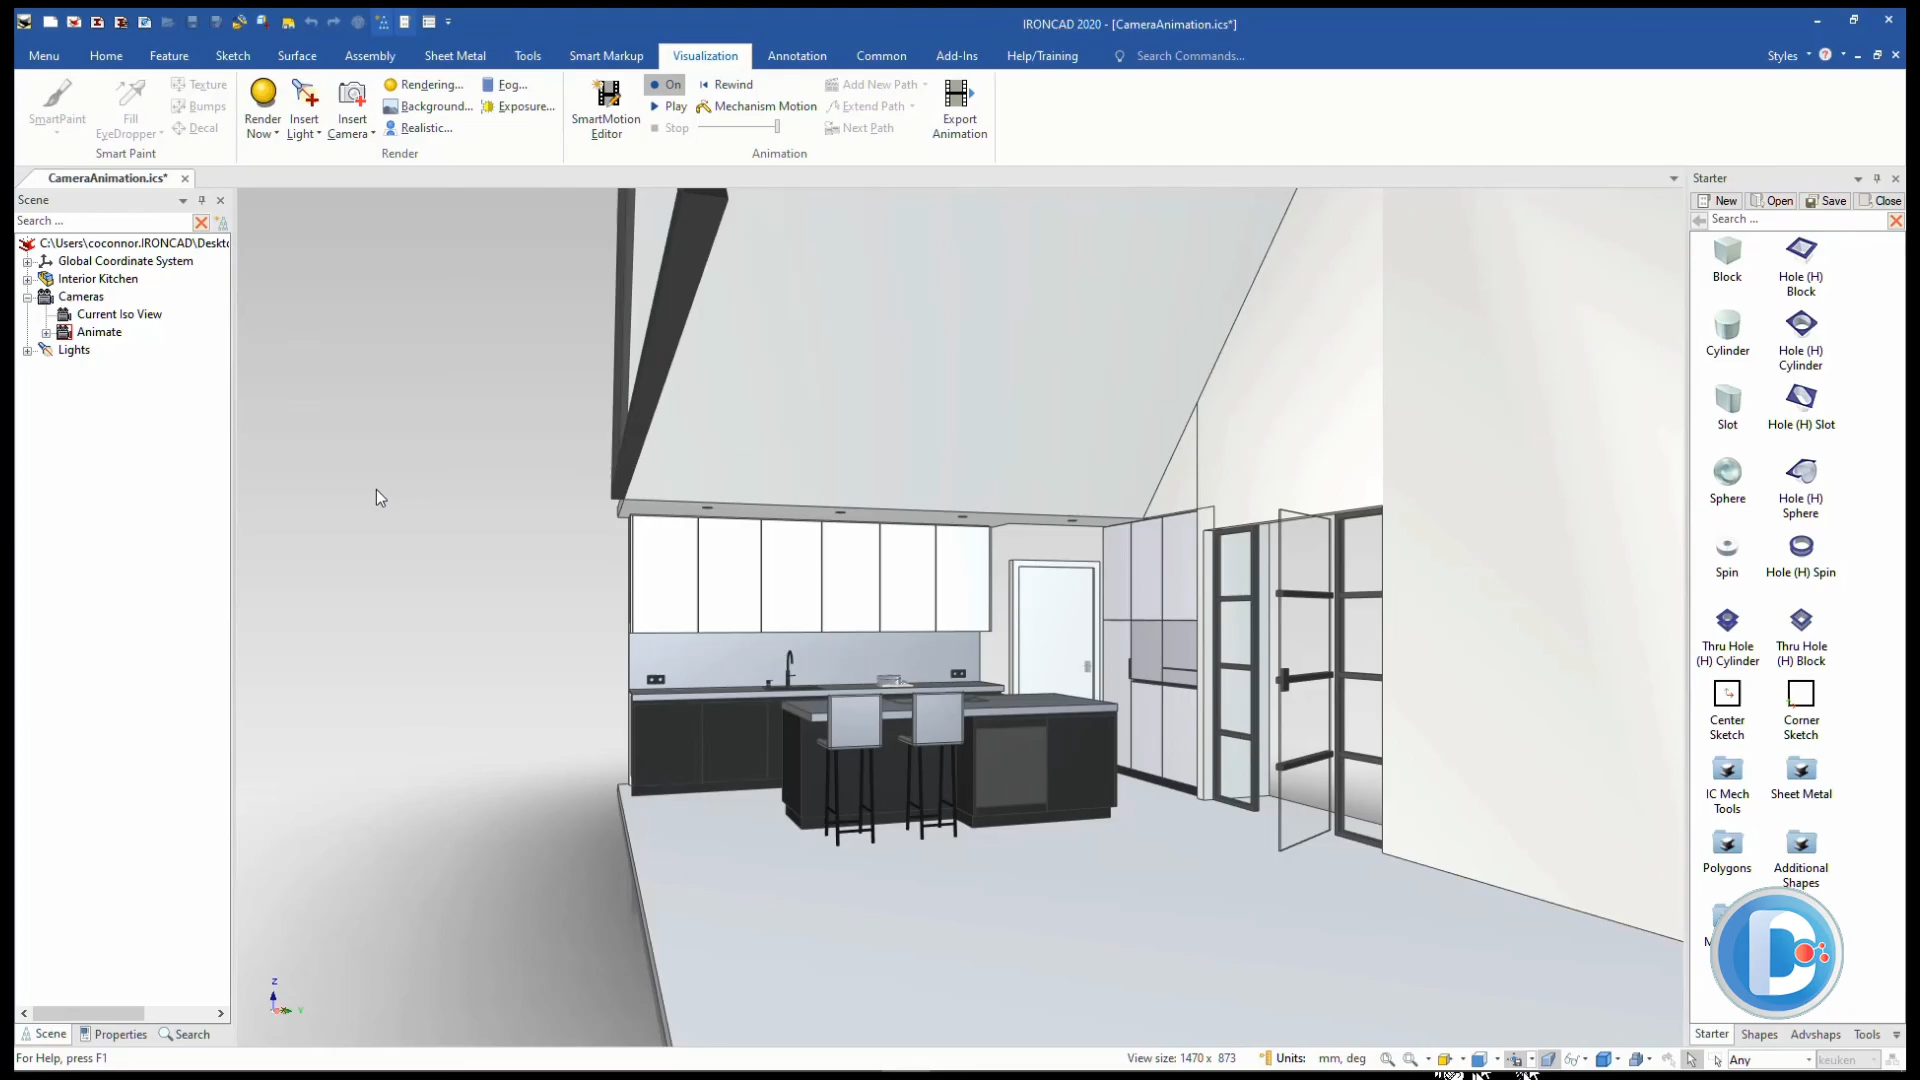 IRONCAD 2020 - [CameraAnimation.ics*]
Menu Home Feature Sketch Surface Assembly Sheet Metal Tools Smart Markup Visualization Annotation Common Add-Ins Help/Training Search Commands... Styles
SmartPaint
Fill
EyeDropper
Texture
Bumps
Decal
Smart Paint
Render
Now
Insert
Light
Insert
Camera
Rendering...
Background...
Realistic...
Fog...
Exposure...
Render
SmartMotion
Editor
On
Play
Stop
Rewind
Mechanism Motion
Add New Path
Extend Path
Next Path
Export
Animation
Animation
CameraAnimation.ics*
Scene
Search ...
C:\Users\coconnor.IRONCAD\Deskt
Global Coordinate System
Interior Kitchen
Cameras
Current Iso View
Animate
Lights
Z
Y
Scene Properties Search
Starter
New Open Save Close
Search ...
Block
Hole (H)
Block
Cylinder
Hole (H)
Cylinder
Slot
Hole (H) Slot
Sphere
Hole (H)
Sphere
Spin
Hole (H) Spin
Thru Hole
(H) Cylinder
Thru Hole
(H) Block
Center
Sketch
Corner
Sketch
IC Mech
Tools
Sheet Metal
Polygons
Additional
Shapes
D
Starter Shapes Advshaps Tools
For Help, press F1
View size: 1470 x 873
Units: mm, deg
Any
keuken